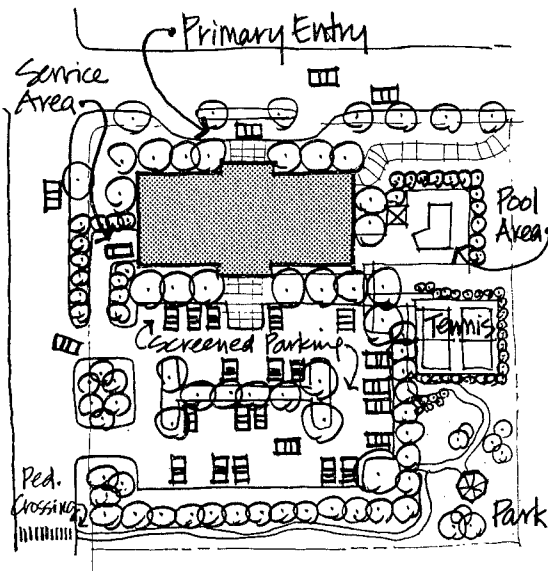 Primary Entry
Service
Area
Pool
Area
Tennis
Screened Parking
Ped.
Crossing
Park